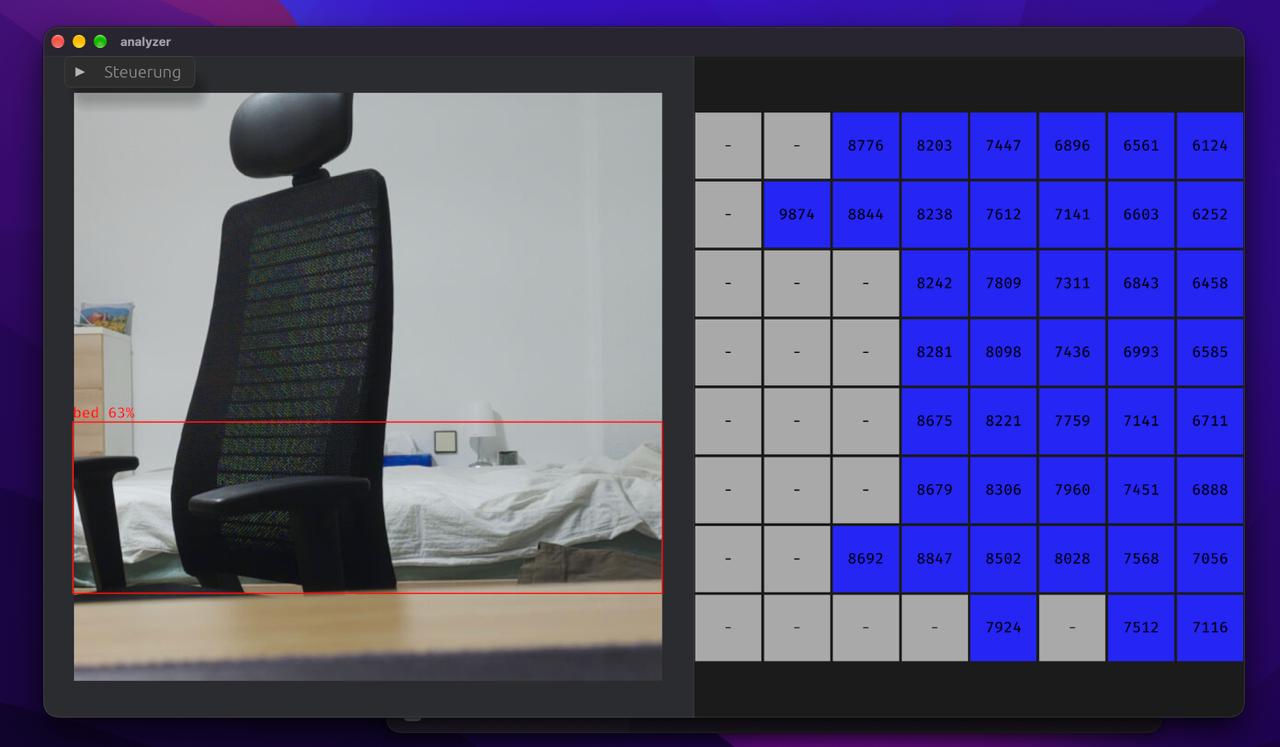 analyzer
Steuerung
bed 63%
- - 8776 8203 7447 6896 6561 6124
- 9874 8844 8238 7612 7141 6603 6252
- - - 8242 7809 7311 6843 6458
- - - 8281 8098 7436 6993 6585
- - - 8675 8221 7759 7141 6711
- - - 8679 8306 7960 7451 6888
- - 8692 8847 8502 8028 7568 7056
- - - - 7924 - 7512 7116